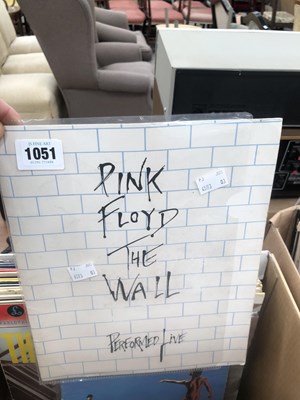 1051
PINK
FLOYD
THE
WALL
PERFORMED LIVE